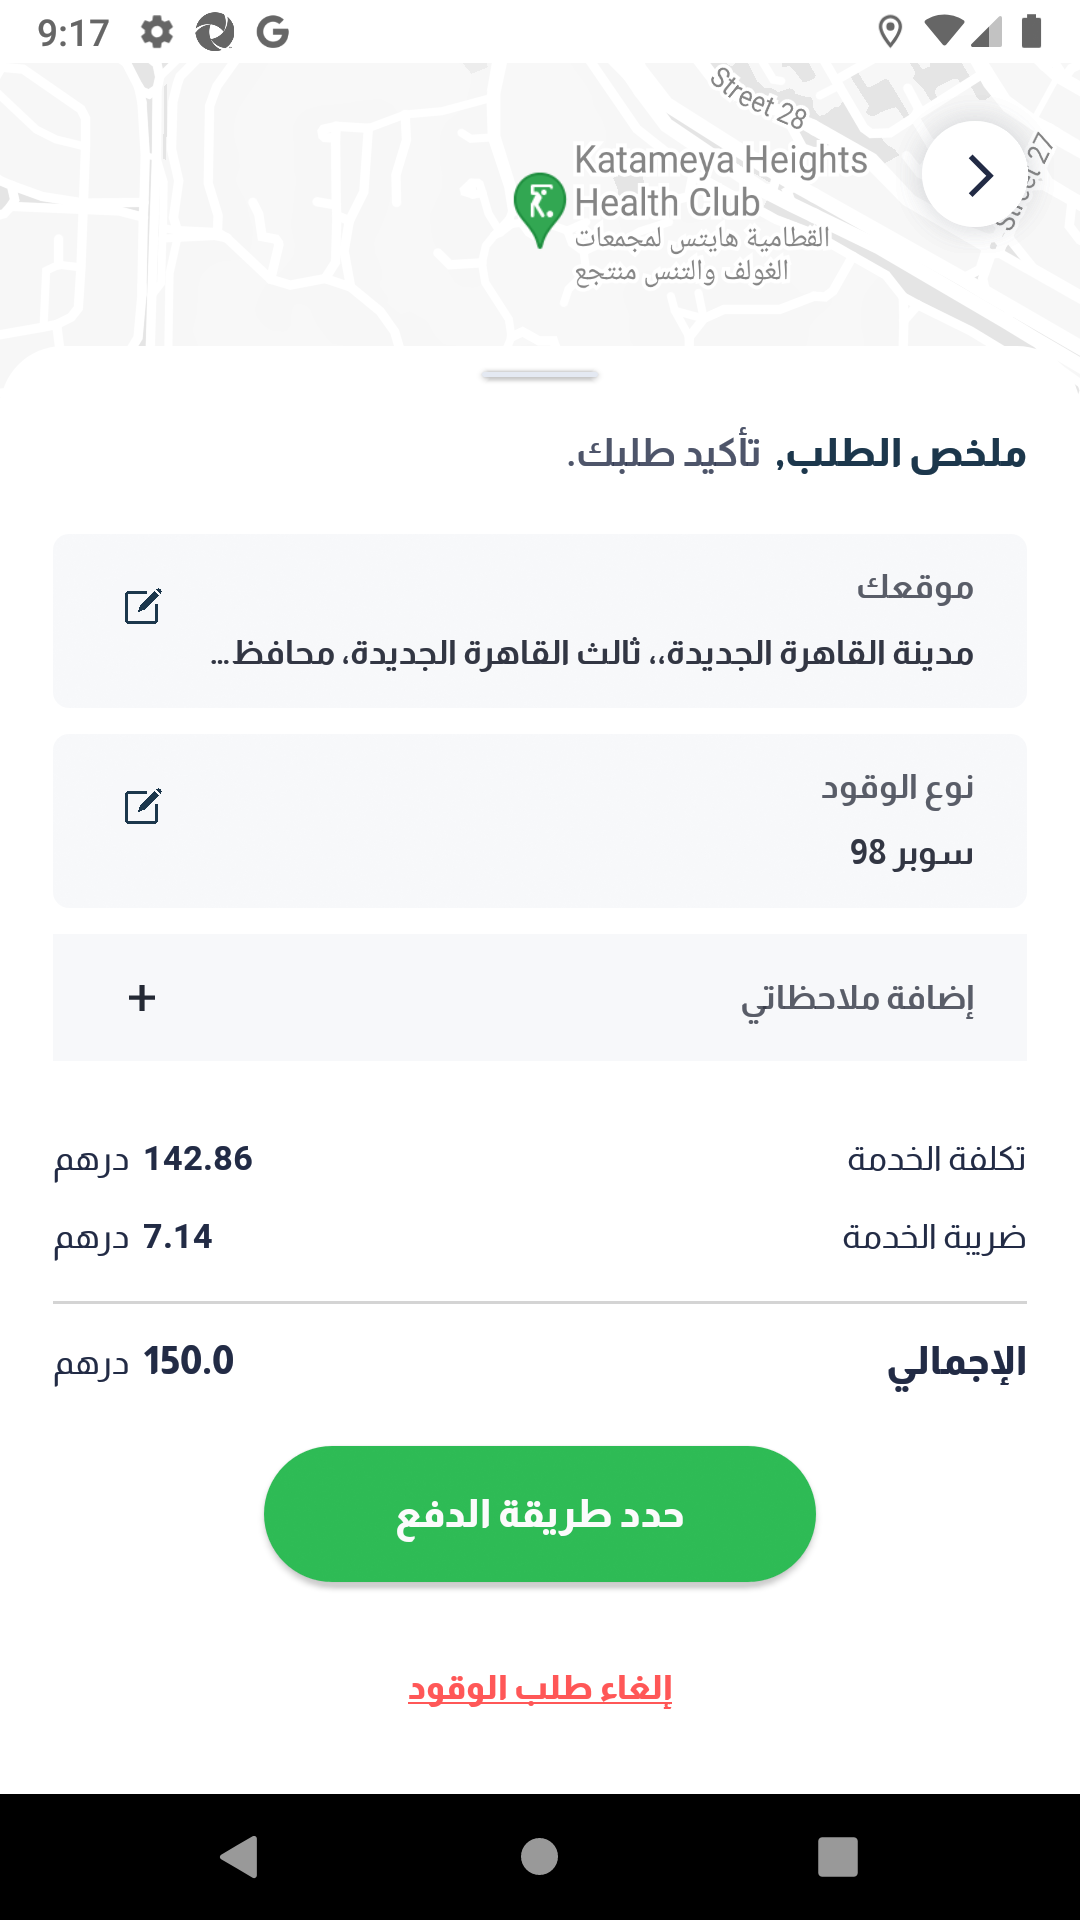 9:17
Street 28
Katameya Heights
Health Club
القطامية هايتس لمجمعات
الغولف والتنس منتجع
ملخص الطلب, تأكيد طلبك.
موقعك
مدينة القاهرة الجديدة،، ثالث القاهرة الجديدة، محافظ...
نوع الوقود
سوبر 98
إضافة ملاحظاتي
تكلفة الخدمة 142.86 درهم
ضريبة الخدمة 7.14 درهم
الإجمالي 150.0 درهم
حدد طريقة الدفع
إلغاء طلب الوقود